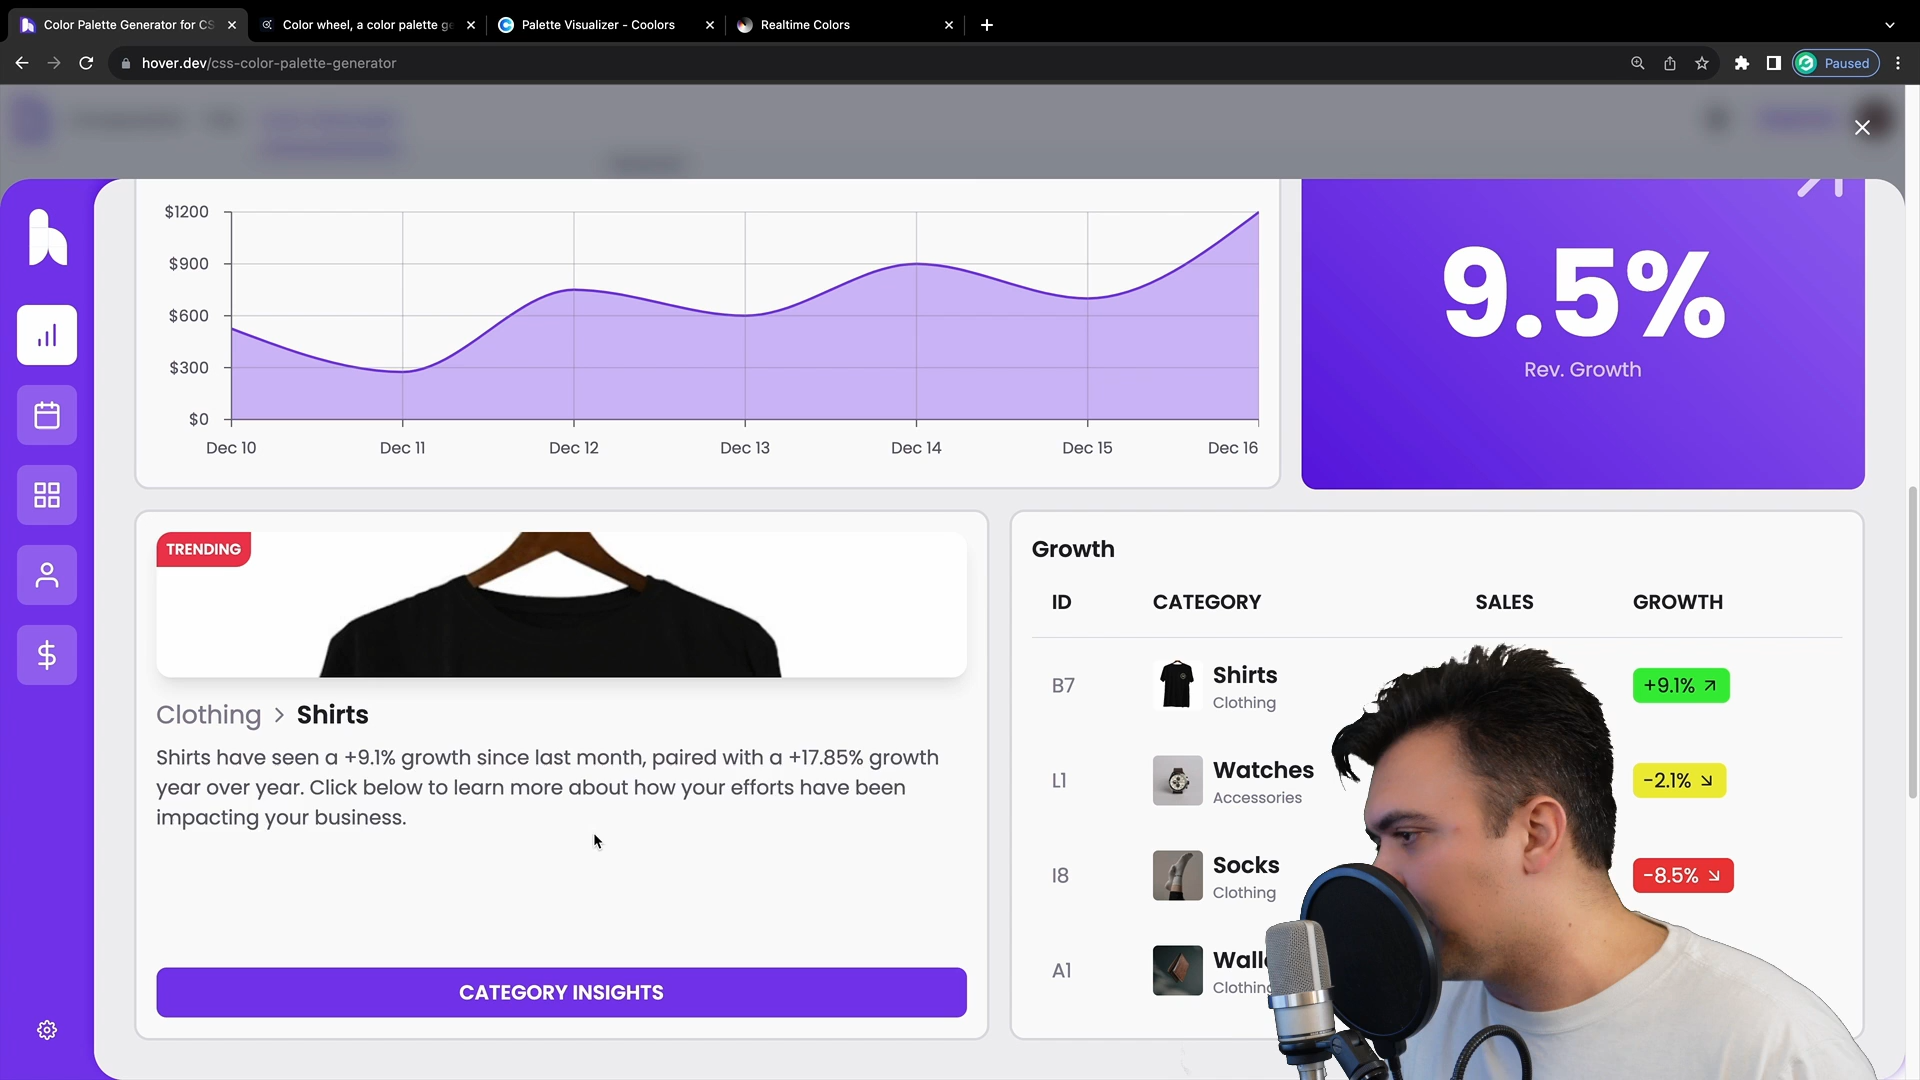 Color Palette Generator for CS
Color wheel, a color palette ge
Palette Visualizer - Coolors
Realtime Colors
hover.dev/css-color-palette-generator
Paused
$1200
$900
$600
$300
$0
Dec 10
Dec 11
Dec 12
Dec 13
Dec 14
Dec 15
Dec 16
9.5%
Rev. Growth
TRENDING
Clothing > Shirts
Shirts have seen a +9.1% growth since last month, paired with a +17.85% growth
year over year. Click below to learn more about how your efforts have been
impacting your business.
CATEGORY INSIGHTS
Growth
ID CATEGORY SALES GROWTH
B7 Shirts +9.1%
Clothing
L1 Watches -2.1%
Accessories
I8 Socks -8.5%
Clothing
A1
Clothing